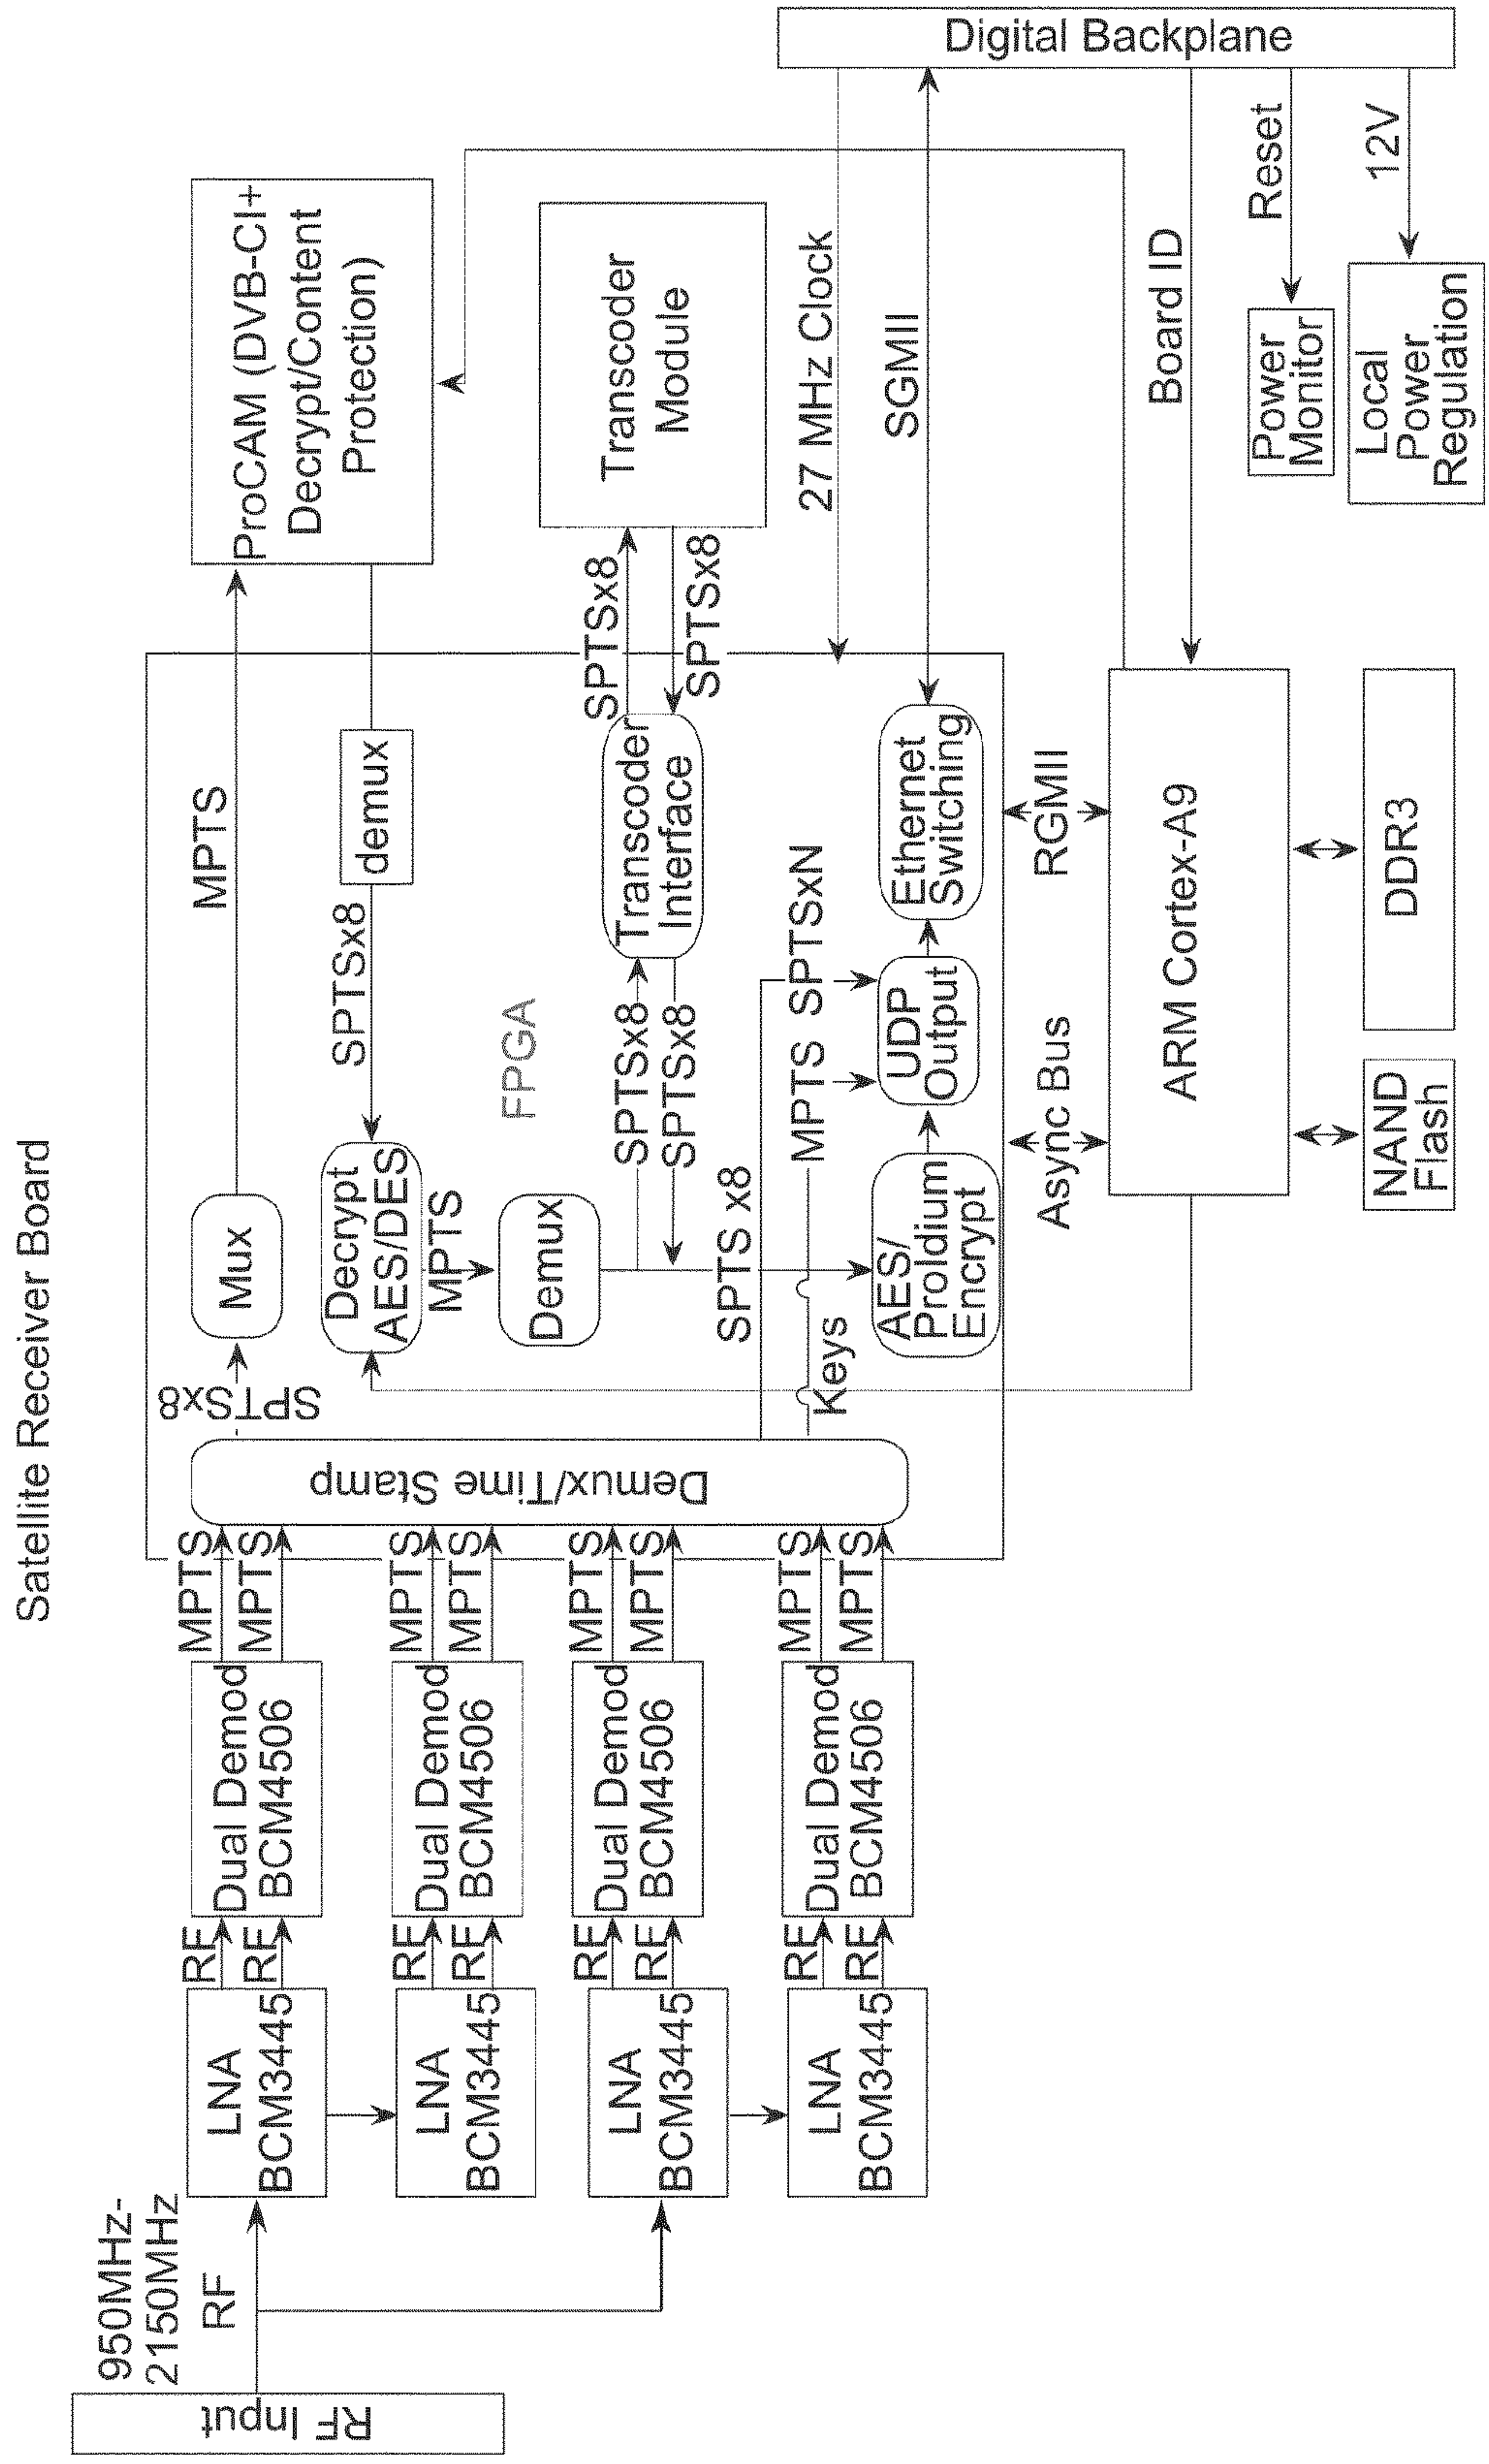 Satellite Receiver Board
RF Input
950MHz-
2150MHz
RF
LNA
BCM3445
LNA
BCM3445
LNA
BCM3445
LNA
BCM3445
RF
RF
RF
RF
RF
RF
RF
RF
Dual Demod
BCM4506
Dual Demod
BCM4506
Dual Demod
BCM4506
Dual Demod
BCM4506
MPTS
MPTS
MPTS
MPTS
MPTS
MPTS
MPTS
MPTS
Demux/Time Stamp
SPTSx8
Mux
MPTS
ProCAM (DVB-CI+
Decrypt/Content
Protection)
demux
SPTSx8
Decrypt
AES/DES
MPTS
Demux
FPGA
SPTSx8
SPTSx8
Transcoder
Interface
SPTSx8
SPTSx8
Transcoder
Module
SPTS x8
Keys
MPTS
SPTSxN
AES/
Prolidium
Encrypt
UDP
Output
Ethernet
Switching
27 MHz Clock
SGMII
Async Bus
RGMII
ARM Cortex-A9
Board ID
NAND
Flash
DDR3
Reset
Power
Monitor
12V
Local
Power
Regulation
Digital Backplane